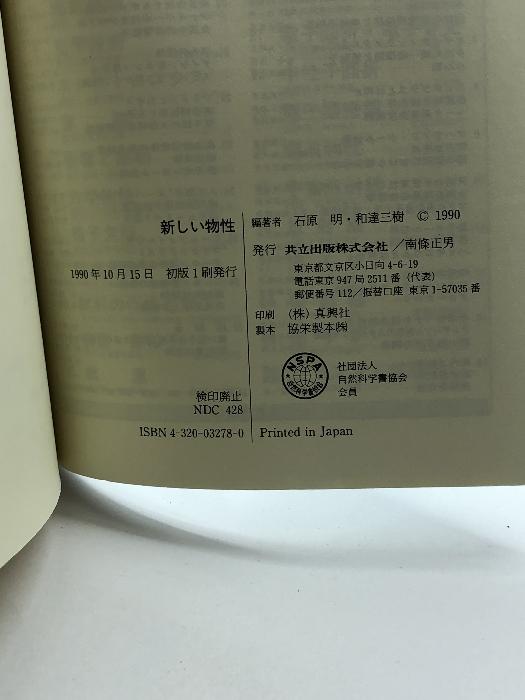 新しい物性
1990年10月15日 初版1刷発行
検印廃止
NDC 428
ISBN 4-320-03278-0
編著者 石原 明・和達三樹 © 1990
発行 共立出版株式会社／南條正男
東京都文京区小日向4-6-19
電話東京947局2511番（代表）
郵便番号112／振替口座 東京1-57035番
印刷 （株）真興社
製本 協栄製本㈱
NSPA
自然科学書協会
社団法人
自然科学書協会
会員
Printed in Japan